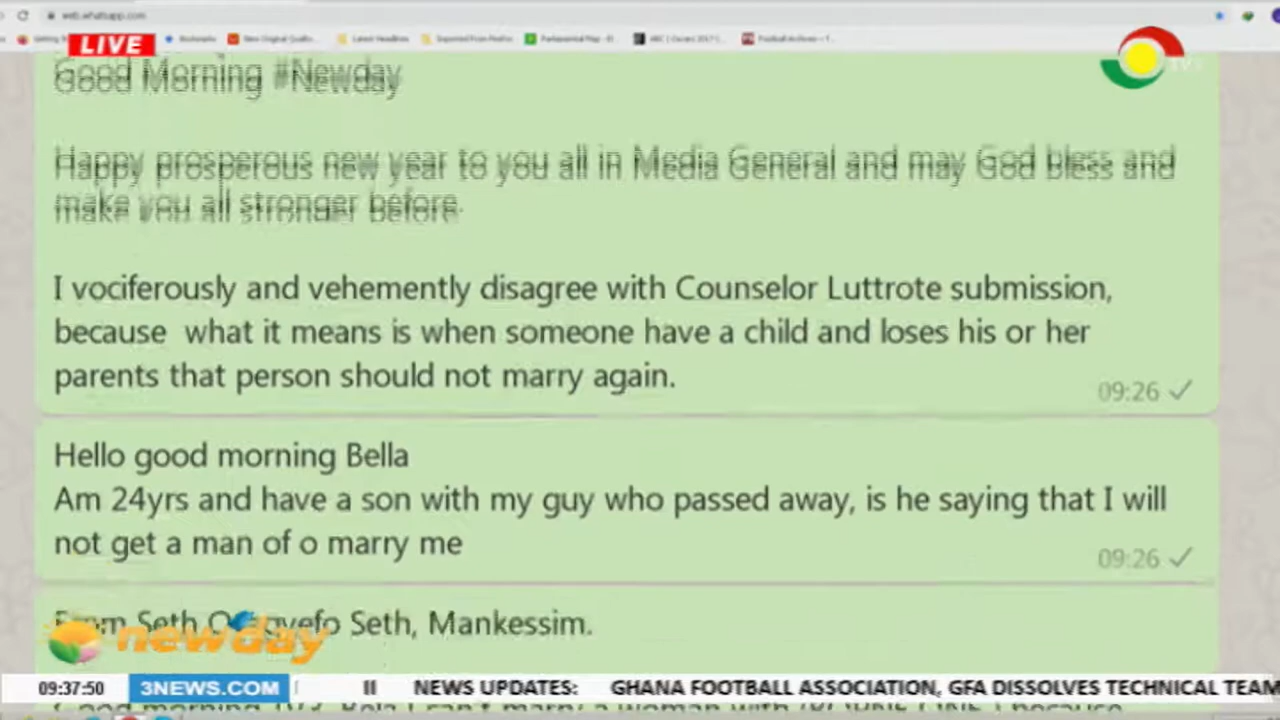 web.whatsapp.com
LIVE
Good Morning #Newday
Happy prosperous new year to you all in Media General and may God bless and
make you all stronger before.
I vociferously and vehemently disagree with Counselor Luttrote submission,
because what it means is when someone have a child and loses his or her
parents that person should not marry again.
09:26
Hello good morning Bella
Am 24yrs and have a son with my guy who passed away, is he saying that I will
not get a man of o marry me
09:26
From Seth Seth, Mankessim.
newday
09:37:50 3NEWS.COM NEWS UPDATES: GHANA FOOTBALL ASSOCIATION, GFA DISSOLVES TECHNICAL TEAM